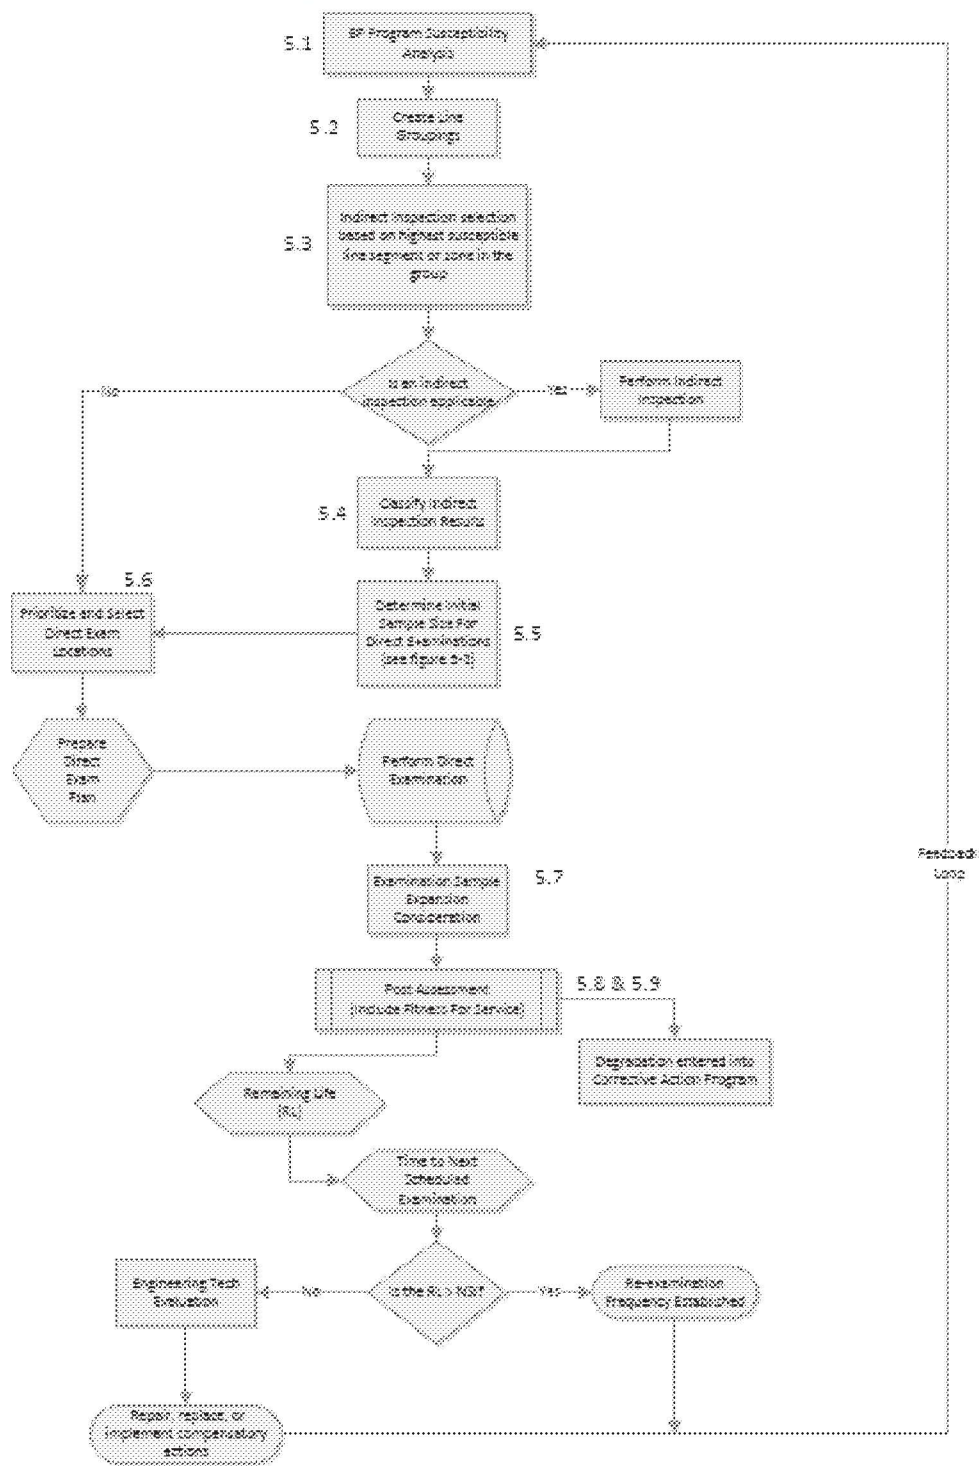 5.1
BP Program Susceptibility
Analysis
5.2
Create Line
Groupings
5.3
Indirect inspection selection
based on highest susceptible
line segment or zone in the
group
Is an indirect
inspection applicable
No
Yes
Perform Indirect
Inspection
5.4
Classify Indirect
Inspection Results
5.6
Prioritize and Select
Direct Exam
Locations
Determine Initial
Sample Size For
Direct Examinations
(see figure
5.5
Prepare
Direct
Exam
Plan
Perform Direct
Examination
Feedback
Loop
Examination Sample
Expansion
Consideration
5.7
Post Assessment
(Include Fitness For Service)
5.8 & 5.9
Degradation entered into
Corrective Action Program
Remaining Life
(RL)
Time to Next
Scheduled
Examination
Engineering Tech
Evaluation
No
Is the RL > NSI?
Yes
Re-examination
Frequency Established
Repair, replace, or
implement compensatory
actions